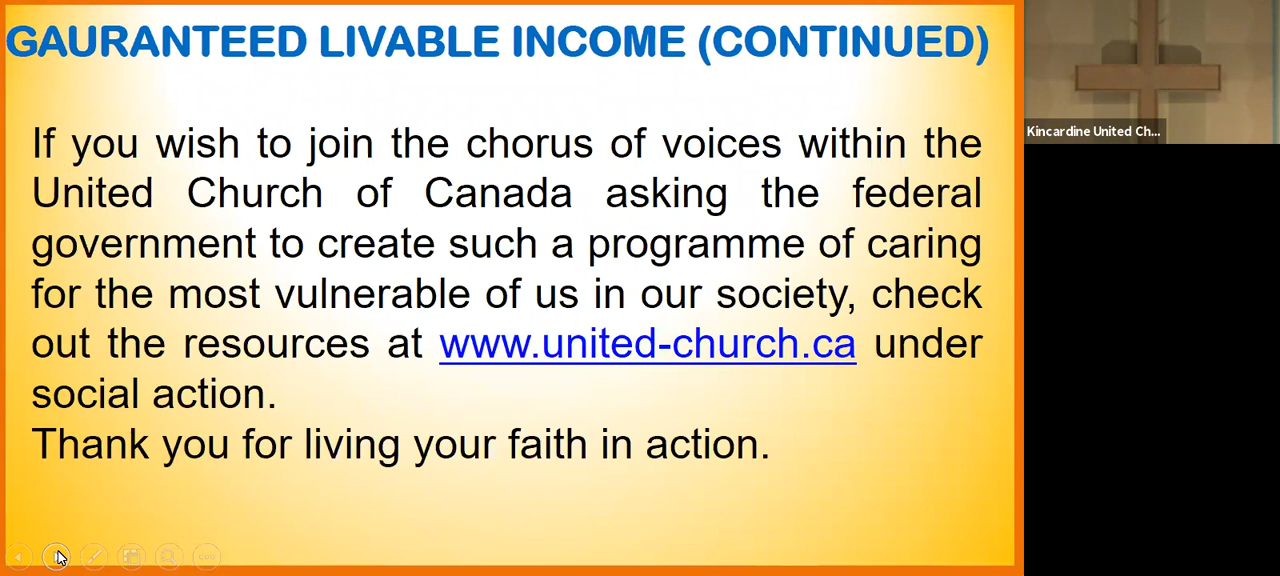 GAURANTEED LIVABLE INCOME (CONTINUED)
If you wish to join the chorus of voices within the
United Church of Canada asking the federal
government to create such a programme of caring
for the most vulnerable of us in our society, check
out the resources at www.united-church.ca under
social action.
Thank you for living your faith in action.
Kincardine United Ch...